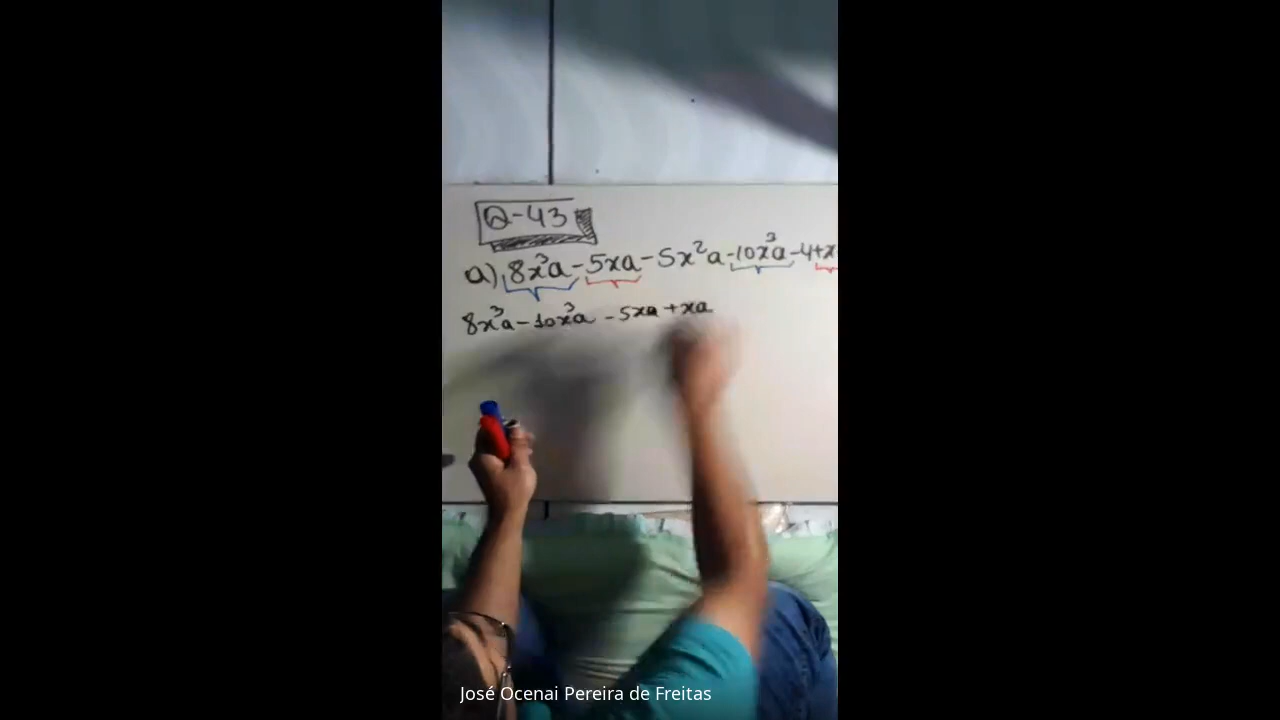 Q-43
a) 8x³a-5xa-5x²a-10x³a-4+x
8x³a-10x³a -5xa+xa
José Ocenai Pereira de Freitas